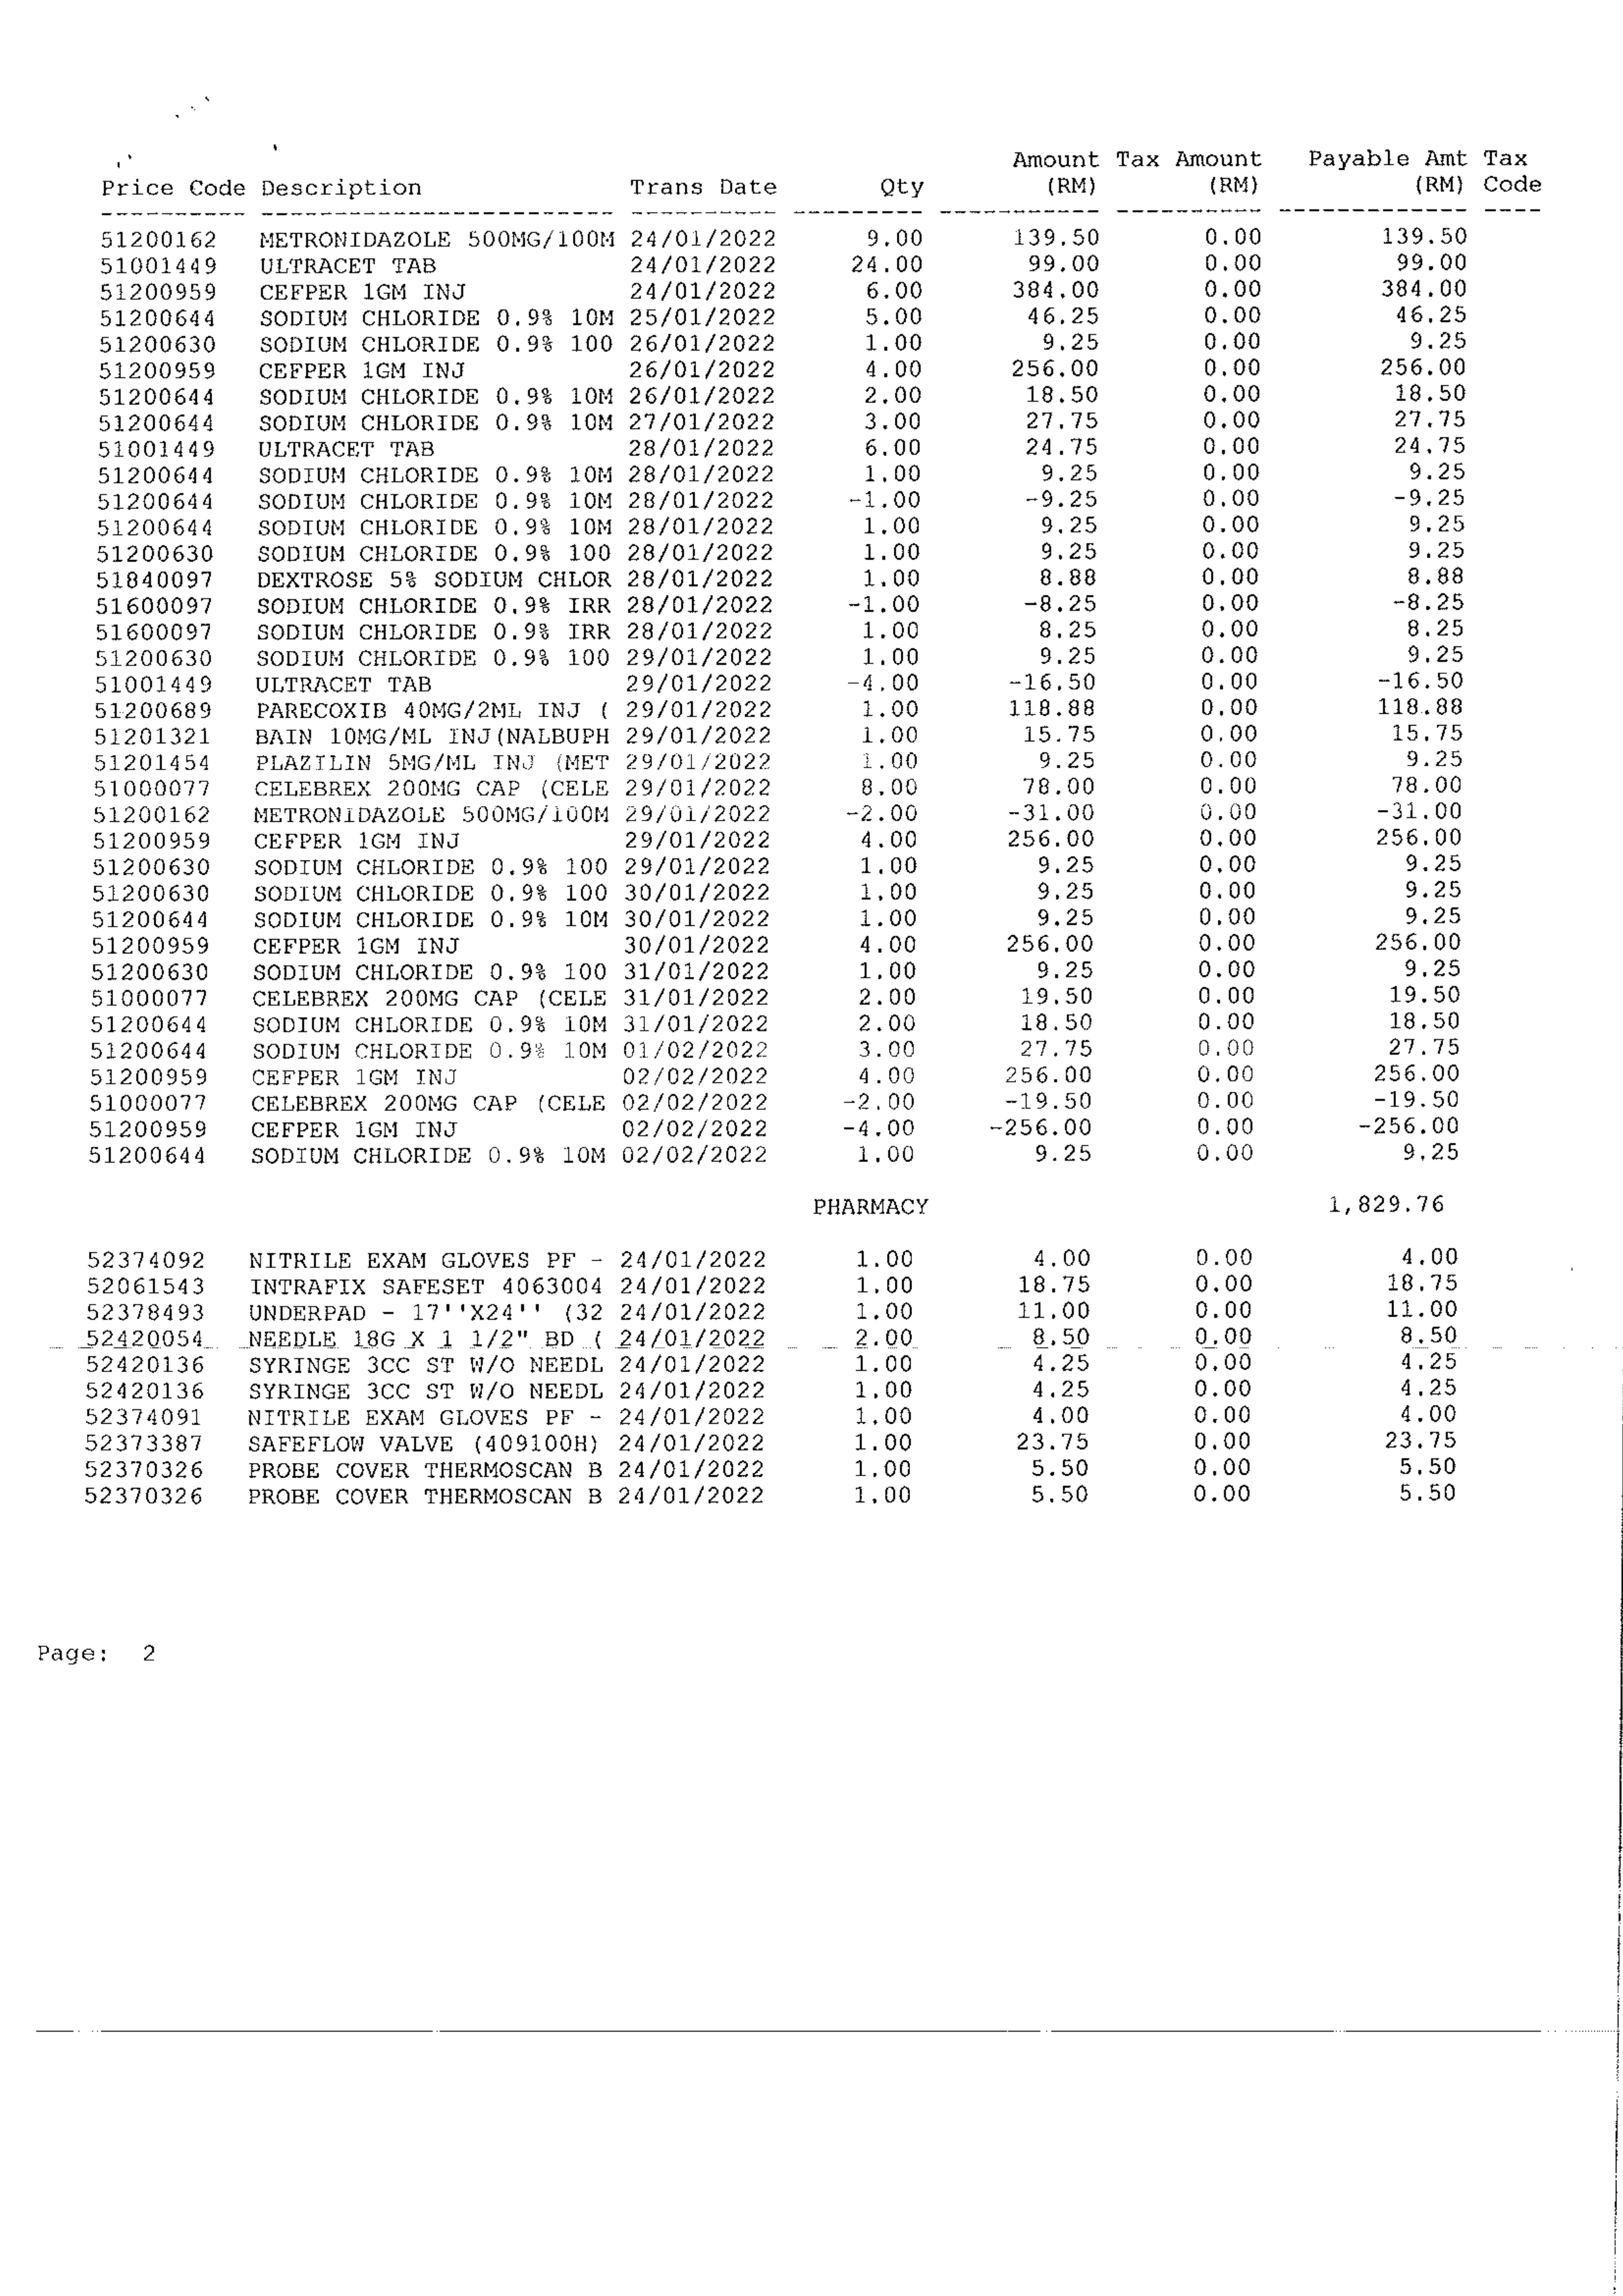 Amount Tax Amount Payable Amt Tax
Price Code Description Trans Date Qty (RM) (RM) (RM) Code
51200162 METRONIDAZOLE 500MG/100M 24/01/2022 9.00 139.50 0.00 139.50
51001449 ULTRACET TAB 24/01/2022 24.00 99.00 0.00 99.00
51200959 CEFPER 1GM INJ 24/01/2022 6.00 384.00 0.00 384.00
51200644 SODIUM CHLORIDE 0.9% 10M 25/01/2022 5.00 46.25 0.00 46.25
51200630 SODIUM CHLORIDE 0.9% 100 26/01/2022 1.00 9.25 0.00 9.25
51200959 CEFPER 1GM INJ 26/01/2022 4.00 256.00 0.00 256.00
51200644 SODIUM CHLORIDE 0.9% 10M 26/01/2022 2.00 18.50 0.00 18.50
51200644 SODIUM CHLORIDE 0.9% 10M 27/01/2022 3.00 27.75 0.00 27.75
51001449 ULTRACET TAB 28/01/2022 6.00 24.75 0.00 24.75
51200644 SODIUM CHLORIDE 0.9% 10M 28/01/2022 1.00 9.25 0.00 9.25
51200644 SODIUM CHLORIDE 0.9% 10M 28/01/2022 -1.00 -9.25 0.00 -9.25
51200644 SODIUM CHLORIDE 0.9% 10M 28/01/2022 1.00 9.25 0.00 9.25
51200630 SODIUM CHLORIDE 0.9% 100 28/01/2022 1.00 9.25 0.00 9.25
51840097 DEXTROSE 5% SODIUM CHLOR 28/01/2022 1.00 8.88 0.00 8.88
51600097 SODIUM CHLORIDE 0.9% IRR 28/01/2022 -1.00 -8.25 0.00 -8.25
51600097 SODIUM CHLORIDE 0.9% IRR 28/01/2022 1.00 8.25 0.00 8.25
51200630 SODIUM CHLORIDE 0.9% 100 29/01/2022 1.00 9.25 0.00 9.25
51001449 ULTRACET TAB 29/01/2022 -4.00 -16.50 0.00 -16.50
51200689 PARECOXIB 40MG/2ML INJ ( 29/01/2022 1.00 118.88 0.00 118.88
51201321 BAIN 10MG/ML INJ(NALBUPH 29/01/2022 1.00 15.75 0.00 15.75
51201454 PLAZILIN 5MG/ML INJ (MET 29/01/2022 1.00 9.25 0.00 9.25
51000077 CELEBREX 200MG CAP (CELE 29/01/2022 8.00 78.00 0.00 78.00
51200162 METRONIDAZOLE 500MG/100M 29/01/2022 -2.00 -31.00 0.00 -31.00
51200959 CEFPER 1GM INJ 29/01/2022 4.00 256.00 0.00 256.00
51200630 SODIUM CHLORIDE 0.9% 100 29/01/2022 1.00 9.25 0.00 9.25
51200630 SODIUM CHLORIDE 0.9% 100 30/01/2022 1.00 9.25 0.00 9.25
51200644 SODIUM CHLORIDE 0.9% 10M 30/01/2022 1.00 9.25 0.00 9.25
51200959 CEFPER 1GM INJ 30/01/2022 4.00 256.00 0.00 256.00
51200630 SODIUM CHLORIDE 0.9% 100 31/01/2022 1.00 9.25 0.00 9.25
51000077 CELEBREX 200MG CAP (CELE 31/01/2022 2.00 19.50 0.00 19.50
51200644 SODIUM CHLORIDE 0.9% 10M 31/01/2022 2.00 18.50 0.00 18.50
51200644 SODIUM CHLORIDE 0.9% 10M 01/02/2022 3.00 27.75 0.00 27.75
51200959 CEFPER 1GM INJ 02/02/2022 4.00 256.00 0.00 256.00
51000077 CELEBREX 200MG CAP (CELE 02/02/2022 -2.00 -19.50 0.00 -19.50
51200959 CEFPER 1GM INJ 02/02/2022 -4.00 -256.00 0.00 -256.00
51200644 SODIUM CHLORIDE 0.9% 10M 02/02/2022 1.00 9.25 0.00 9.25
PHARMACY 1,829.76
52374092 NITRILE EXAM GLOVES PF - 24/01/2022 1.00 4.00 0.00 4.00
52061543 INTRAFIX SAFESET 4063004 24/01/2022 1.00 18.75 0.00 18.75
52378493 UNDERPAD - 17''X24'' (32 24/01/2022 1.00 11.00 0.00 11.00
52420054 NEEDLE 18G X 1 1/2" BD ( 24/01/2022 2.00 8.50 0.00 8.50
52420136 SYRINGE 3CC ST W/O NEEDL 24/01/2022 1.00 4.25 0.00 4.25
52420136 SYRINGE 3CC ST W/O NEEDL 24/01/2022 1.00 4.25 0.00 4.25
52374091 NITRILE EXAM GLOVES PF - 24/01/2022 1.00 4.00 0.00 4.00
52373387 SAFEFLOW VALVE (409100H) 24/01/2022 1.00 23.75 0.00 23.75
52370326 PROBE COVER THERMOSCAN B 24/01/2022 1.00 5.50 0.00 5.50
52370326 PROBE COVER THERMOSCAN B 24/01/2022 1.00 5.50 0.00 5.50
Page: 2